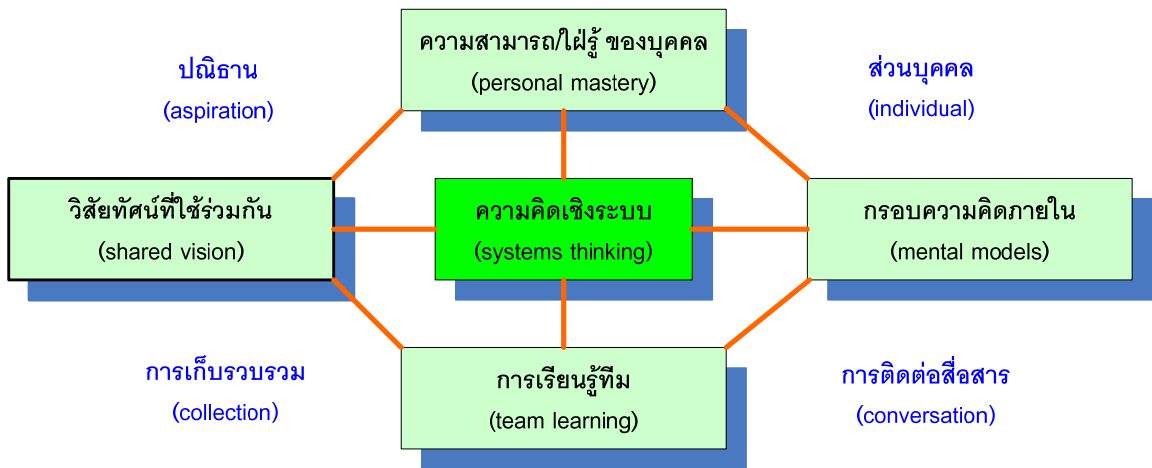 ความสามารถ/ใฝ่รู้ ของบุคคล
(personal mastery)
ปณิธาน
(aspiration)
ส่วนบุคคล
(individual)
วิสัยทัศน์ที่ใช้ร่วมกัน
(shared vision)
ความคิดเชิงระบบ
(systems thinking)
กรอบความคิดภายใน
(mental models)
การเก็บรวบรวม
(collection)
การเรียนรู้ทีม
(team learning)
การติดต่อสื่อสาร
(conversation)